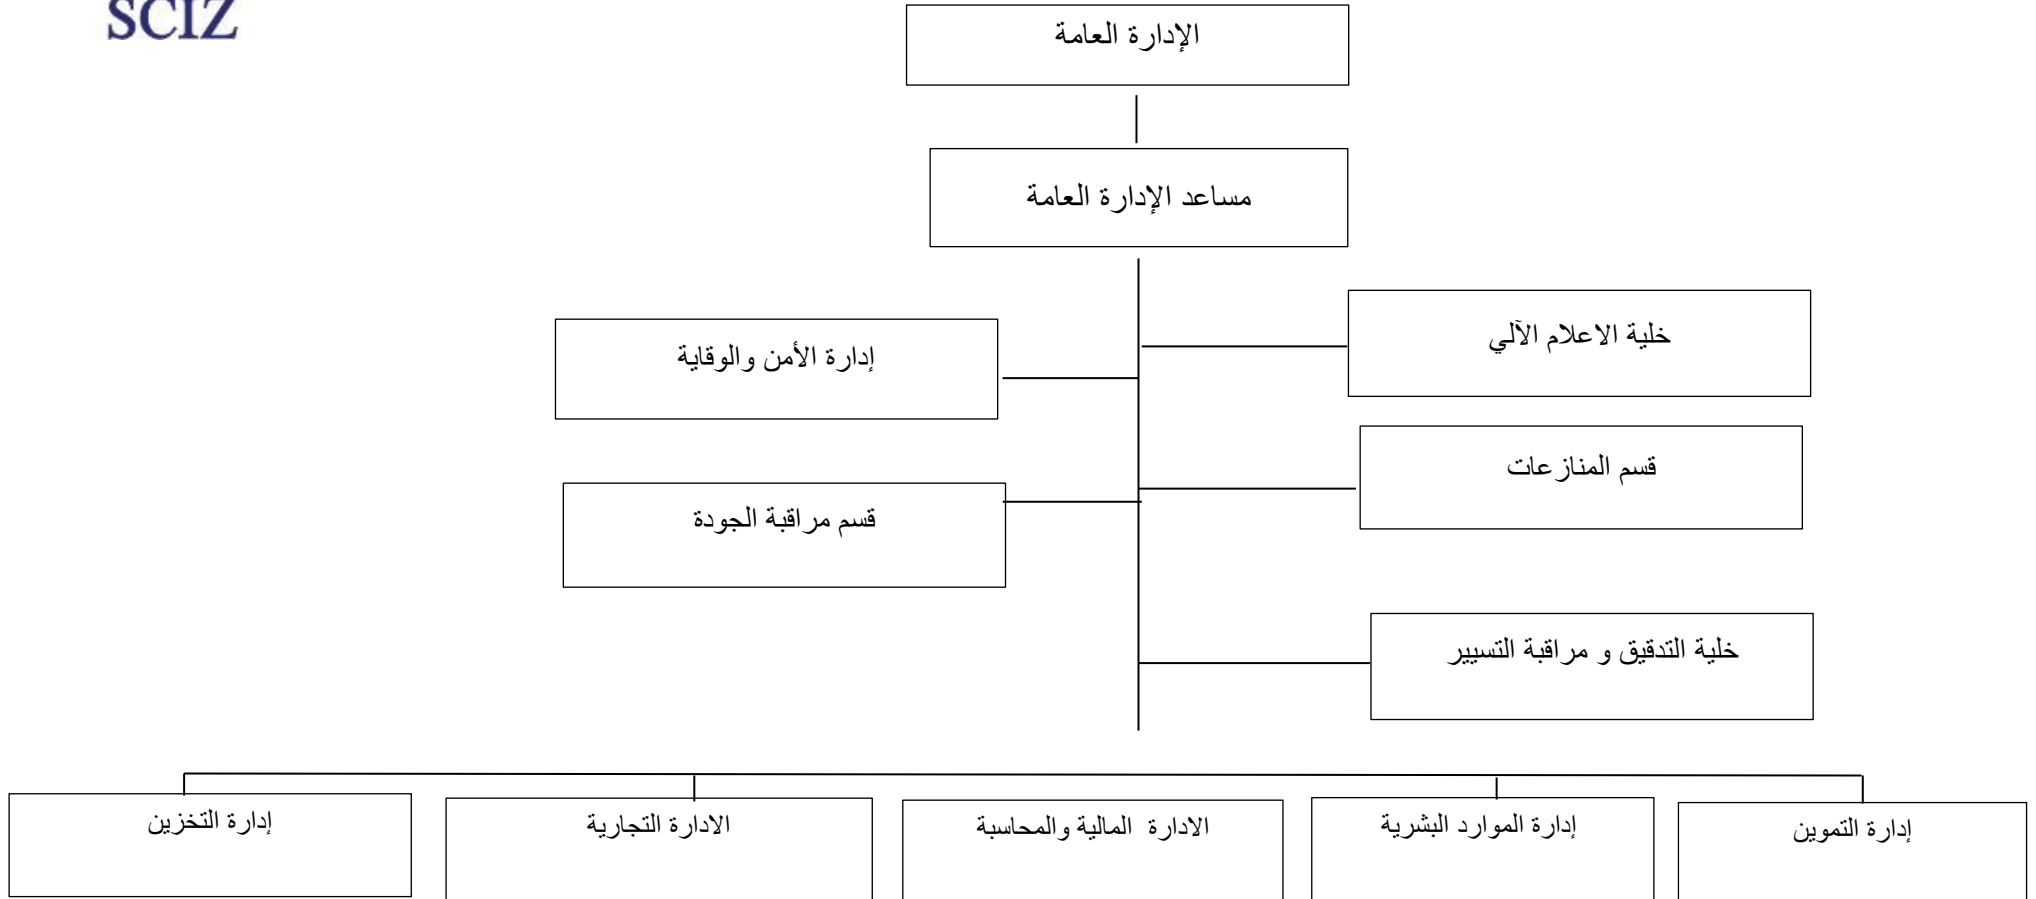 SCIZ
الإدارة العامة
مساعد الإدارة العامة
خلية الاعلام الآلي
إدارة الأمن والوقاية
قسم المنازعات
قسم مراقبة الجودة
خلية التدقيق و مراقبة التسيير
إدارة التموين
إدارة الموارد البشرية
الادارة المالية والمحاسبة
الادارة التجارية
إدارة التخزين